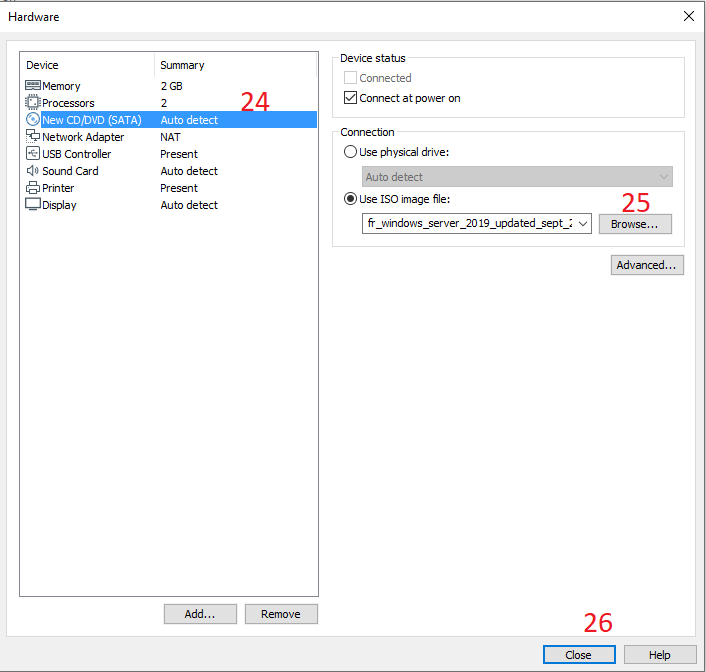 Hardware
Device Summary
Memory 2 GB
Processors 2
24
New CD/DVD (SATA) Auto detect
Network Adapter NAT
USB Controller Present
Sound Card Auto detect
Printer Present
Display Auto detect
Add... Remove
Device status
Connected
Connect at power on
Connection
Use physical drive:
Auto detect
Use ISO image file:
25
fr_windows_server_2019_updated_sept_2 Browse...
Advanced...
26
Close Help